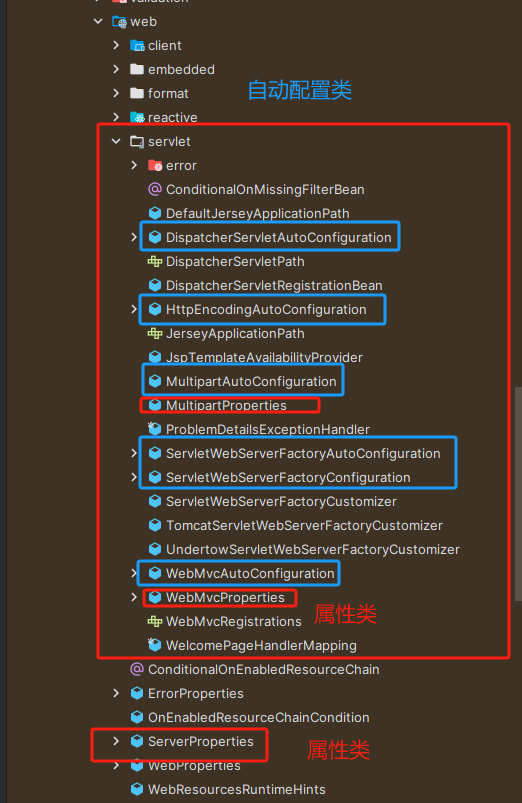 validation
web
client
embedded
format
自动配置类
reactive
servlet
error
ConditionalOnMissingFilterBean
DefaultJerseyApplicationPath
DispatcherServletAutoConfiguration
DispatcherServletPath
DispatcherServletRegistrationBean
HttpEncodingAutoConfiguration
JerseyApplicationPath
JspTemplateAvailabilityProvider
MultipartAutoConfiguration
MultipartProperties
ProblemDetailsExceptionHandler
ServletWebServerFactoryAutoConfiguration
ServletWebServerFactoryConfiguration
ServletWebServerFactoryCustomizer
TomcatServletWebServerFactoryCustomizer
UndertowServletWebServerFactoryCustomizer
WebMvcAutoConfiguration
WebMvcProperties
属性类
WebMvcRegistrations
WelcomePageHandlerMapping
ConditionalOnEnabledResourceChain
ErrorProperties
OnEnabledResourceChainCondition
ServerProperties
属性类
WebProperties
WebResourcesRuntimeHints